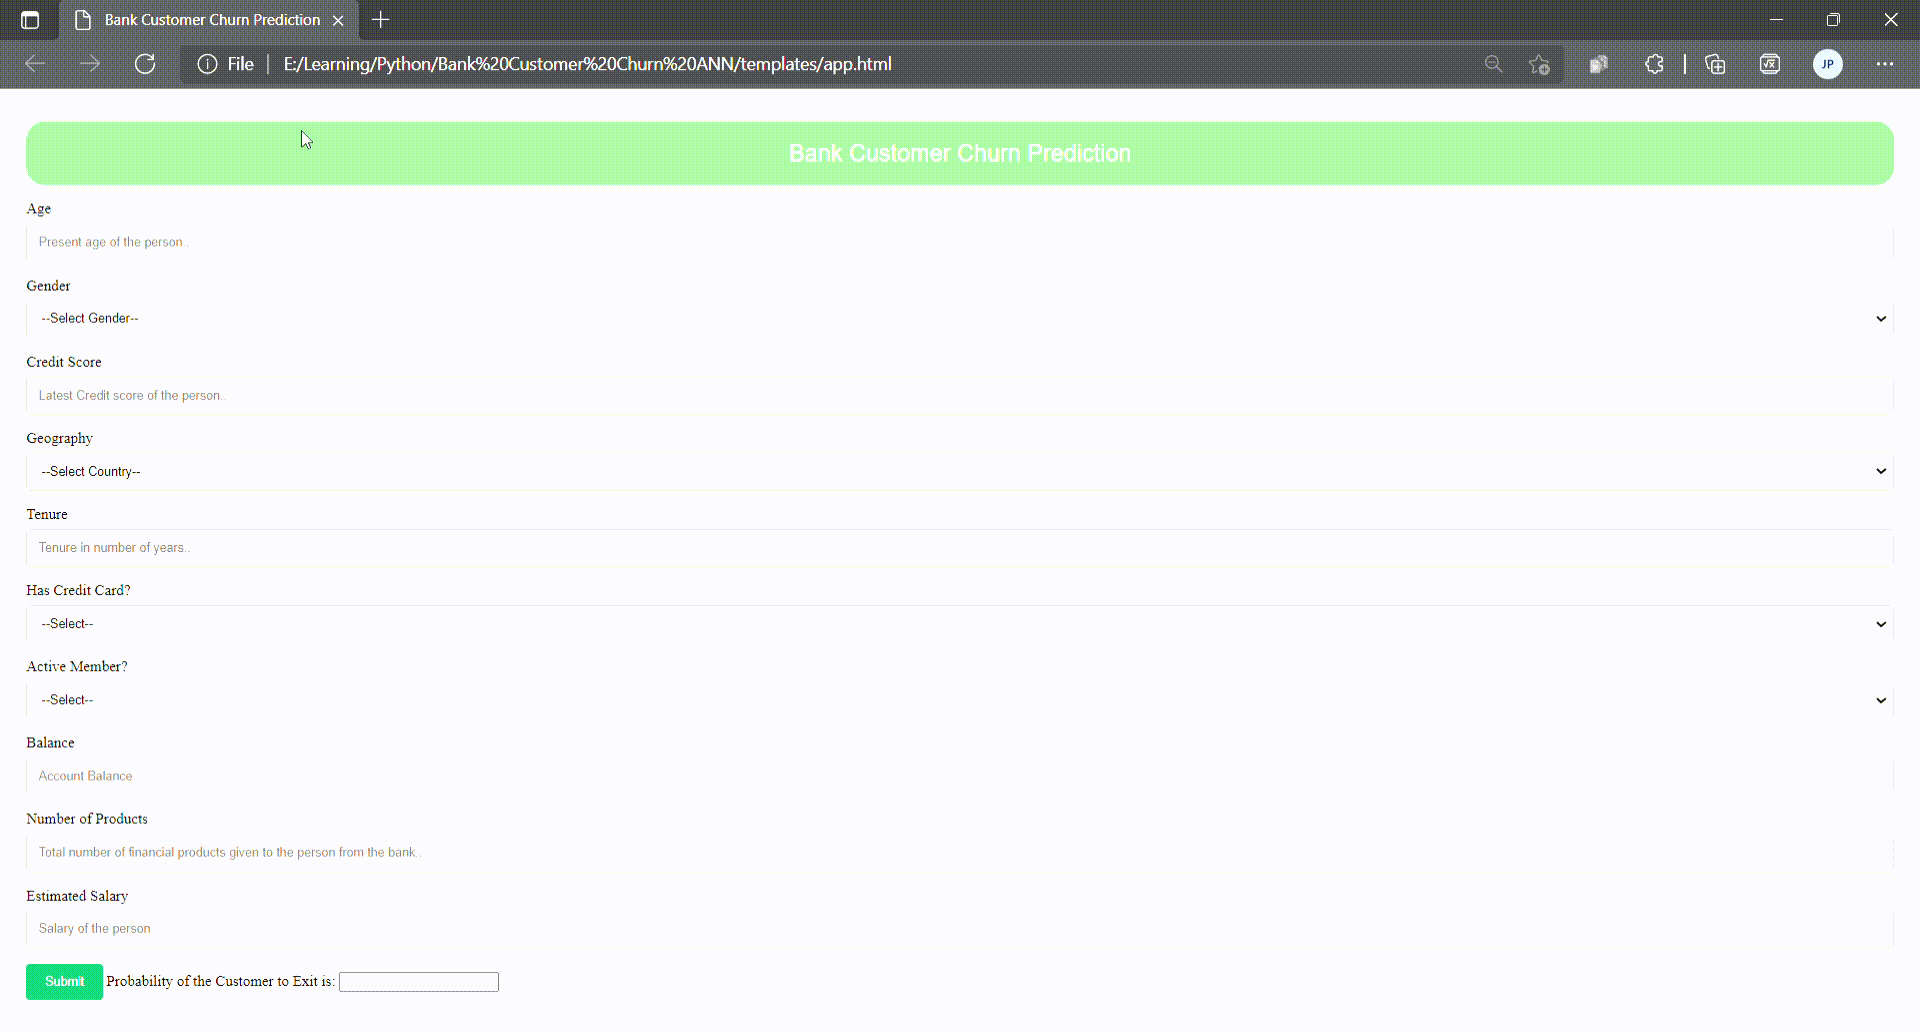 Bank Customer Churn Prediction
File | E:/Learning/Python/Bank%20Customer%20Churn%20ANN/templates/app.html
JP
Bank Customer Churn Prediction
Age
Present age of the person..
Gender
--Select Gender--
Credit Score
Latest Credit score of the person..
Geography
--Select Country--
Tenure
Tenure in number of years..
Has Credit Card?
--Select--
Active Member?
--Select--
Balance
Account Balance
Number of Products
Total number of financial products given to the person from the bank..
Estimated Salary
Salary of the person
Submit Probability of the Customer to Exit is: